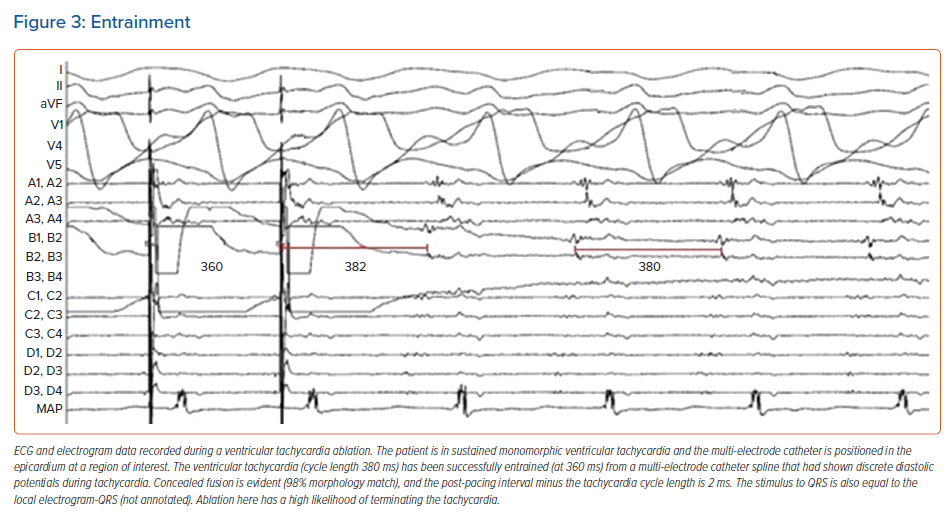 Figure 3: Entrainment
I
II
aVF
V1
V4
V5
A1, A2
A2, A3
A3, A4
B1, B2
B2, B3
360
382
380
B3, B4
C1, C2
C2, C3
C3, C4
D1, D2
D2, D3
D3, D4
MAP
ECG and electrogram data recorded during a ventricular tachycardia ablation. The patient is in sustained monomorphic ventricular tachycardia and the multi-electrode catheter is positioned in the
epicardium at a region of interest. The ventricular tachycardia (cycle length 380 ms) has been successfully entrained (at 360 ms) from a multi-electrode catheter spline that had shown discrete diastolic
potentials during tachycardia. Concealed fusion is evident (98% morphology match), and the post-pacing interval minus the tachycardia cycle length is 2 ms. The stimulus to QRS is also equal to the
local electrogram-QRS (not annotated). Ablation here has a high likelihood of terminating the tachycardia.